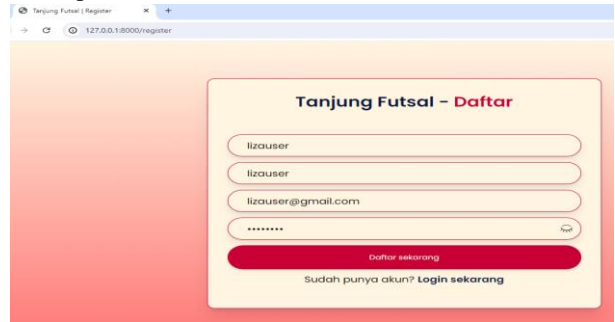 Tanjung Futsal | Register
127.0.0.1:8000/register
Tanjung Futsal - Daftar
lizauser
lizauser
lizauser@gmail.com
••••••••
Daftar sekarang
Sudah punya akun? Login sekarang